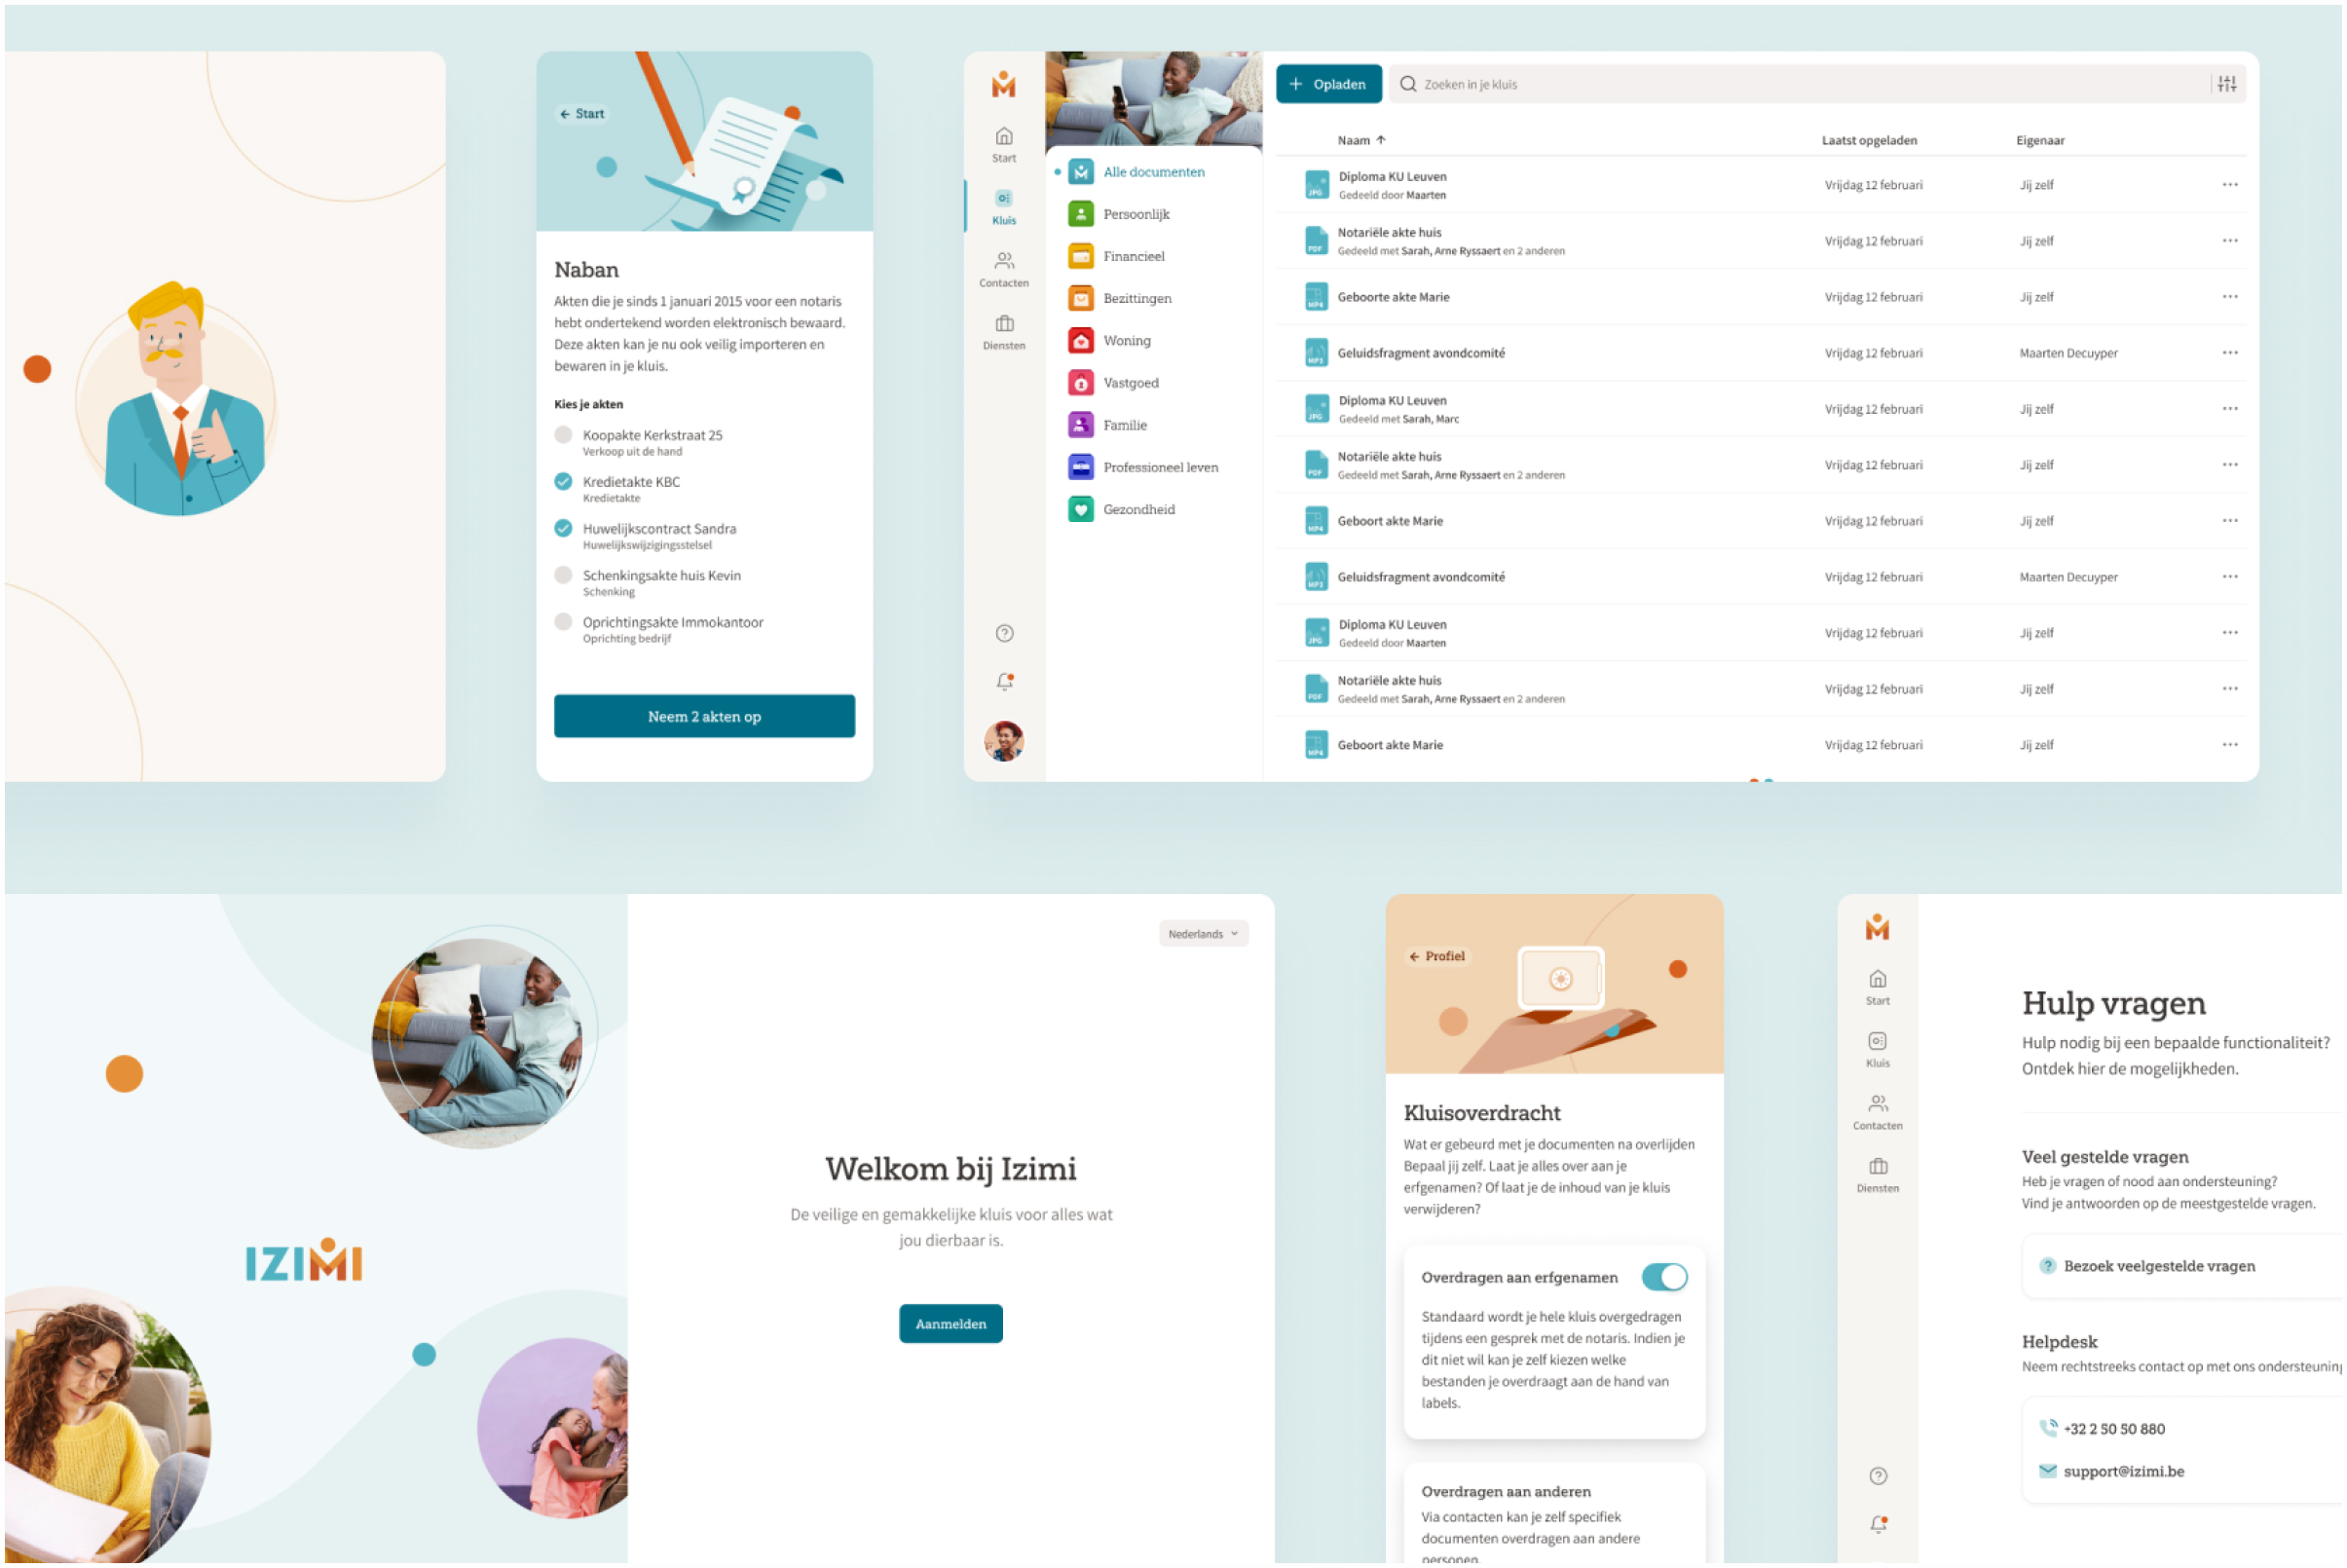 ← Start
Naban
Akten die je sinds 1 januari 2015 voor een notaris
hebt ondertekend worden elektronisch bewaard.
Deze akten kan je nu ook veilig importeren en
bewaren in je kluis.
Kies je akten
Koopakte Kerkstraat 25
Verkoop uit de hand
Kredietakte KBC
Kredietakte
Huwelijkscontract Sandra
Huwelijkswijzigingsstelsel
Schenkingsakte huis Kevin
Schenking
Oprichtingsakte Immokantoor
Oprichting bedrijf
Neem 2 akten op
Start
Kluis
Contacten
Diensten
Alle documenten
Persoonlijk
Financieel
Bezittingen
Woning
Vastgoed
Familie
Professioneel leven
Gezondheid
+ Opladen
Zoeken in je kluis
Naam ↑ Laatst opgeladen Eigenaar
JPG Diploma KU Leuven Vrijdag 12 februari Jij zelf
Gedeeld door Maarten
PDF Notariële akte huis Vrijdag 12 februari Jij zelf
Gedeeld met Sarah, Arne Ryssaert en 2 anderen
MP4 Geboorte akte Marie Vrijdag 12 februari Jij zelf
MP3 Geluidsfragment avondcomité Vrijdag 12 februari Maarten Decuyper
JPG Diploma KU Leuven Vrijdag 12 februari Jij zelf
Gedeeld met Sarah, Marc
PDF Notariële akte huis Vrijdag 12 februari Jij zelf
Gedeeld met Sarah, Arne Ryssaert en 2 anderen
MP4 Geboort akte Marie Vrijdag 12 februari Jij zelf
MP3 Geluidsfragment avondcomité Vrijdag 12 februari Maarten Decuyper
JPG Diploma KU Leuven Vrijdag 12 februari Jij zelf
Gedeeld door Maarten
PDF Notariële akte huis Vrijdag 12 februari Jij zelf
Gedeeld met Sarah, Arne Ryssaert en 2 anderen
MP4 Geboort akte Marie Vrijdag 12 februari Jij zelf
IZIMI
Nederlands
Welkom bij Izimi
De veilige en gemakkelijke kluis voor alles wat
jou dierbaar is.
Aanmelden
← Profiel
Kluisoverdracht
Wat er gebeurd met je documenten na overlijden
Bepaal jij zelf. Laat je alles over aan je
erfgenamen? Of laat je de inhoud van je kluis
verwijderen?
Overdragen aan erfgenamen
Standaard wordt je hele kluis overgedragen
tijdens een gesprek met de notaris. Indien je
dit niet wil kan je zelf kiezen welke
bestanden je overdraagt aan de hand van
labels.
Overdragen aan anderen
Via contacten kan je zelf specifiek
documenten overdragen aan andere
personen.
Start
Kluis
Contacten
Diensten
Hulp vragen
Hulp nodig bij een bepaalde functionaliteit?
Ontdek hier de mogelijkheden.
Veel gestelde vragen
Heb je vragen of nood aan ondersteuning?
Vind je antwoorden op de meestgestelde vragen.
? Bezoek veelgestelde vragen
Helpdesk
Neem rechtstreeks contact op met ons ondersteuning
+32 2 50 50 880
support@izimi.be